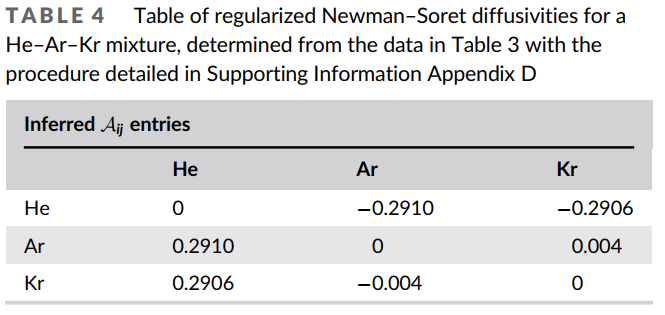 TABLE 4 Table of regularized Newman–Soret diffusivities for a
He–Ar–Kr mixture, determined from the data in Table 3 with the
procedure detailed in Supporting Information Appendix D
Inferred 𝒜ij entries
He Ar Kr
He 0 −0.2910 −0.2906
Ar 0.2910 0 0.004
Kr 0.2906 −0.004 0